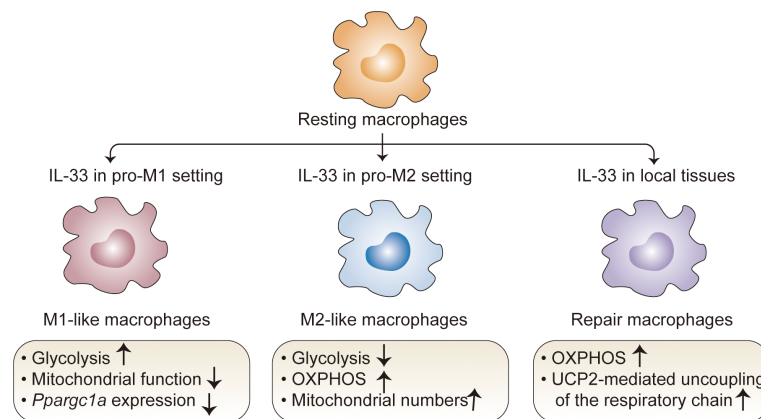 Resting macrophages
IL-33 in pro-M1 setting
IL-33 in pro-M2 setting
IL-33 in local tissues
M1-like macrophages
M2-like macrophages
Repair macrophages
• Glycolysis ↑
• Mitochondrial function ↓
• Ppargc1a expression ↓
• Glycolysis ↓
• OXPHOS ↑
• Mitochondrial numbers ↑
• OXPHOS ↑
• UCP2-mediated uncoupling
of the respiratory chain ↑